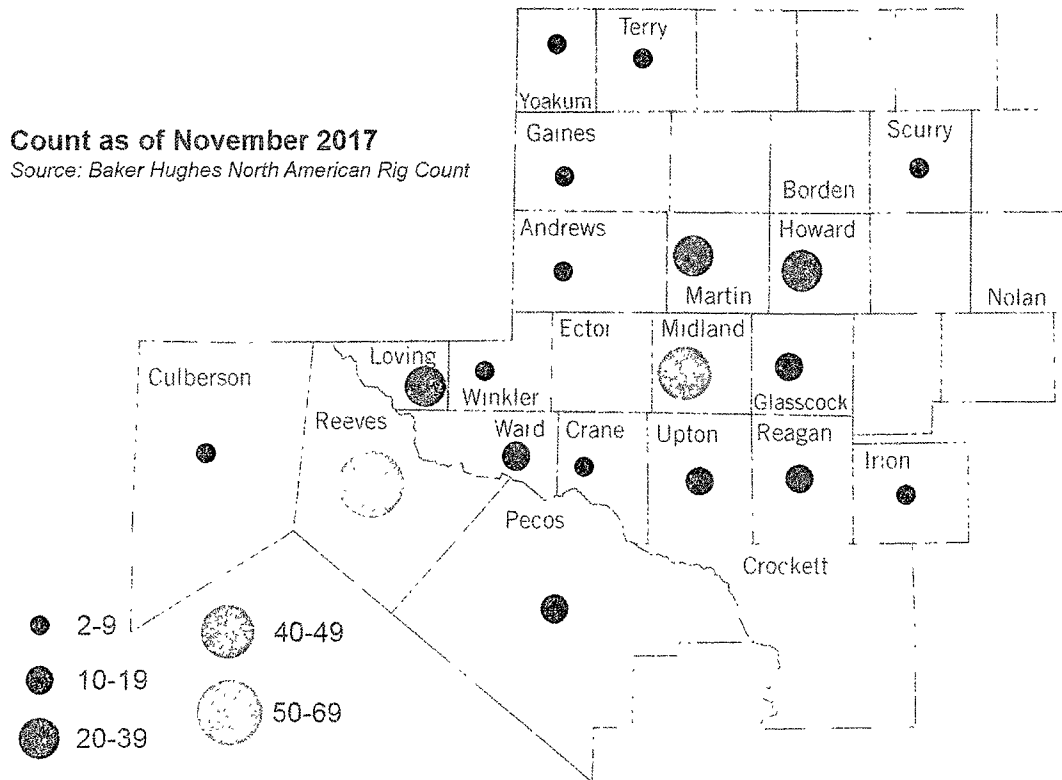 Terry
Yoakum
Count as of November 2017
Source: Baker Hughes North American Rig Count
Gaines
Scurry
Borden
Andrews
Howard
Martin
Nolan
Ector
Midland
Loving
Culberson
Winkler
Glasscock
Reeves
Ward
Crane
Upton
Reagan
Irion
Pecos
Crockett
2-9
40-49
10-19
50-69
20-39